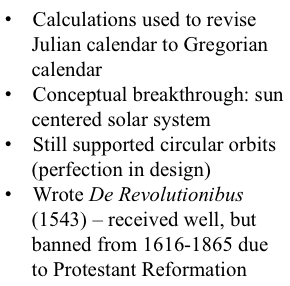 • Calculations used to revise
Julian calendar to Gregorian
calendar
• Conceptual breakthrough: sun
centered solar system
• Still supported circular orbits
(perfection in design)
• Wrote De Revolutionibus
(1543) – received well, but
banned from 1616-1865 due
to Protestant Reformation